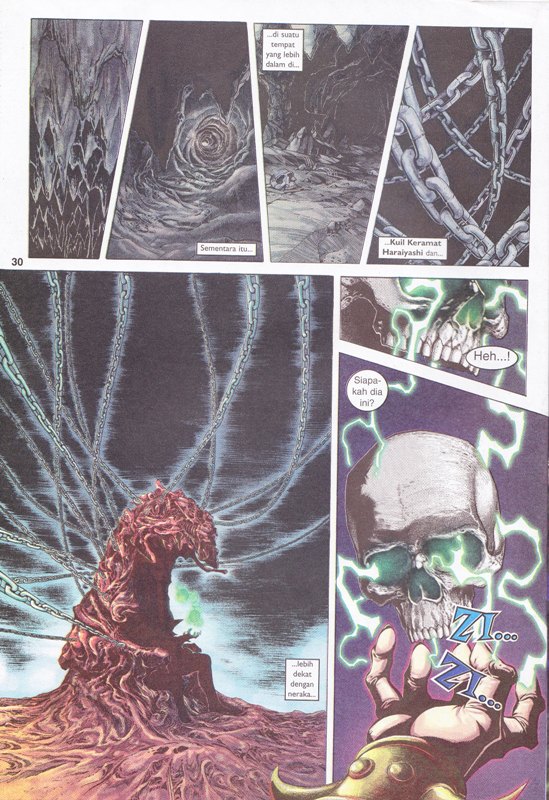 Sementara itu...
...di suatu
tempat
yang lebih
dalam di...
...Kuil Keramat
Haraiyashi dan...
30
...lebih
dekat
dengan
neraka...
Heh...!
Siapa-
kah dia
ini?
ZI...
ZI...